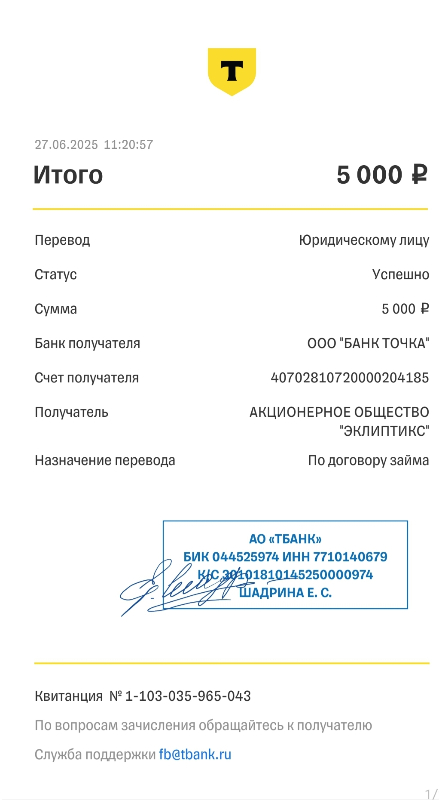 Т
27.06.2025 11:20:57
Итого 5 000 ₽
Перевод Юридическому лицу
Статус Успешно
Сумма 5 000 ₽
Банк получателя ООО "БАНК ТОЧКА"
Счет получателя 40702810720000204185
Получатель АКЦИОНЕРНОЕ ОБЩЕСТВО
"ЭКЛИПТИКС"
Назначение перевода По договору займа
АО «ТБАНК»
БИК 044525974 ИНН 7710140679
К/С 30101810145250000974
ШАДРИНА Е. С.
Квитанция № 1-103-035-965-043
По вопросам зачисления обращайтесь к получателю
Служба поддержки fb@tbank.ru
1/